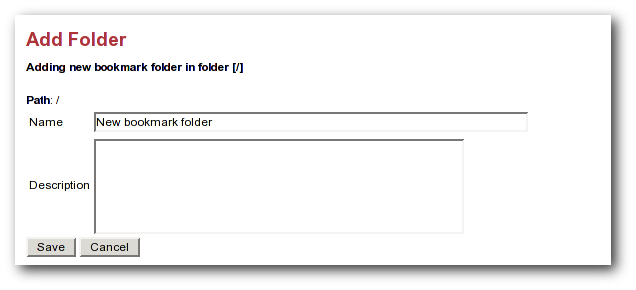 Add Folder
Adding new bookmark folder in folder [/]
Path: /
Name New bookmark folder
Description
Save Cancel